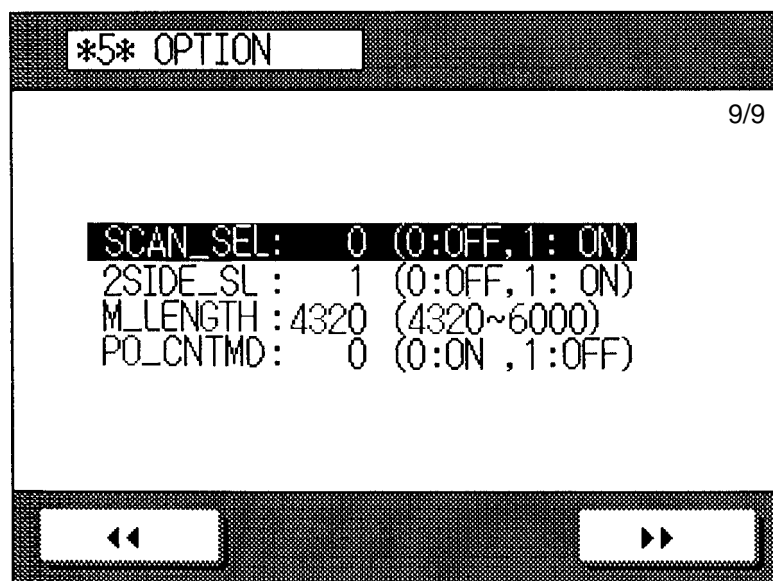 *5* OPTION
9/9
SCAN_SEL: 0 (0:OFF,1: ON)
2SIDE_SL : 1 (0:OFF,1: ON)
M_LENGTH :4320 (4320~6000)
PO_CNTMD: 0 (0:ON ,1:OFF)